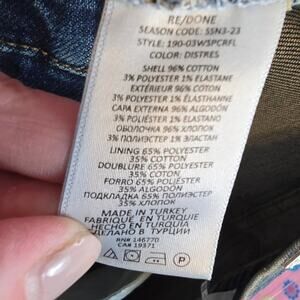 RE/DONE
SEASON CODE: SSN3-23
STYLE: 190-03W5PCRFL
COLOR: DISTRES
SHELL 96% COTTON
3% POLYESTER 1% ELASTANE
EXTÉRIEUR 96% COTON
3% POLYESTER 1% ÉLASTHANNE
CAPA EXTERNA 96% ALGODÓN
3% POLIÉSTER 1% ELASTANO
ОБОЛОЧКА 96% ХЛОПОК
3% ПОЛИЭСТЕР 1% ЭЛАСТАН
LINING 65% POLYESTER
35% COTTON
DOUBLURE 65% POLYESTER
35% COTON
FORRO 65% POLIÉSTER
35% ALGODÓN
ПОДКЛАДКА 65% ПОЛИЭСТЕР
35% ХЛОПОК
MADE IN TURKEY
FABRIQUÉ EN TURQUIE
HECHO EN TURQUÍA
СДЕЛАНО В ТУРЦИИ
RN# 146770
CA# 19371
P